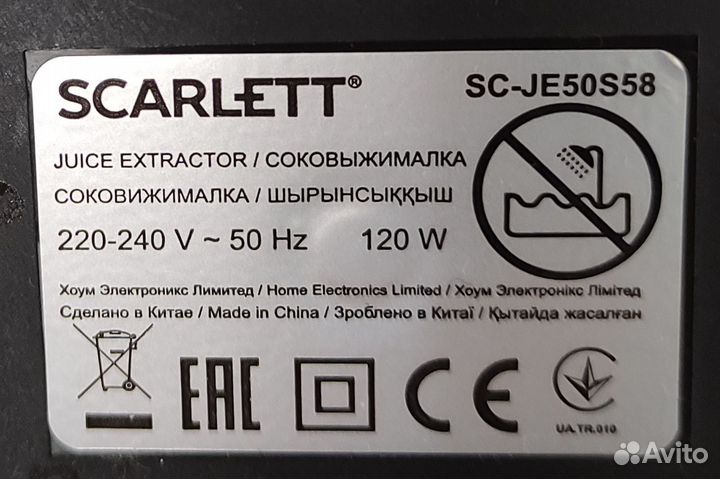 SCARLETT® SC-JE50S58
JUICE EXTRACTOR / СОКОВЫЖИМАЛКА
СОКОВИЖИМАЛКА / ШЫРЫНСЫҚҚЫШ
220-240 V ~ 50 Hz 120 W
Хоум Электроникс Лимитед / Home Electronics Limited / Хоум Электронікс Лімітед
Сделано в Китае / Made in China / Зроблено в Китаї / Қытайда жасалған
EAC CE
UA.TR.010
Avito